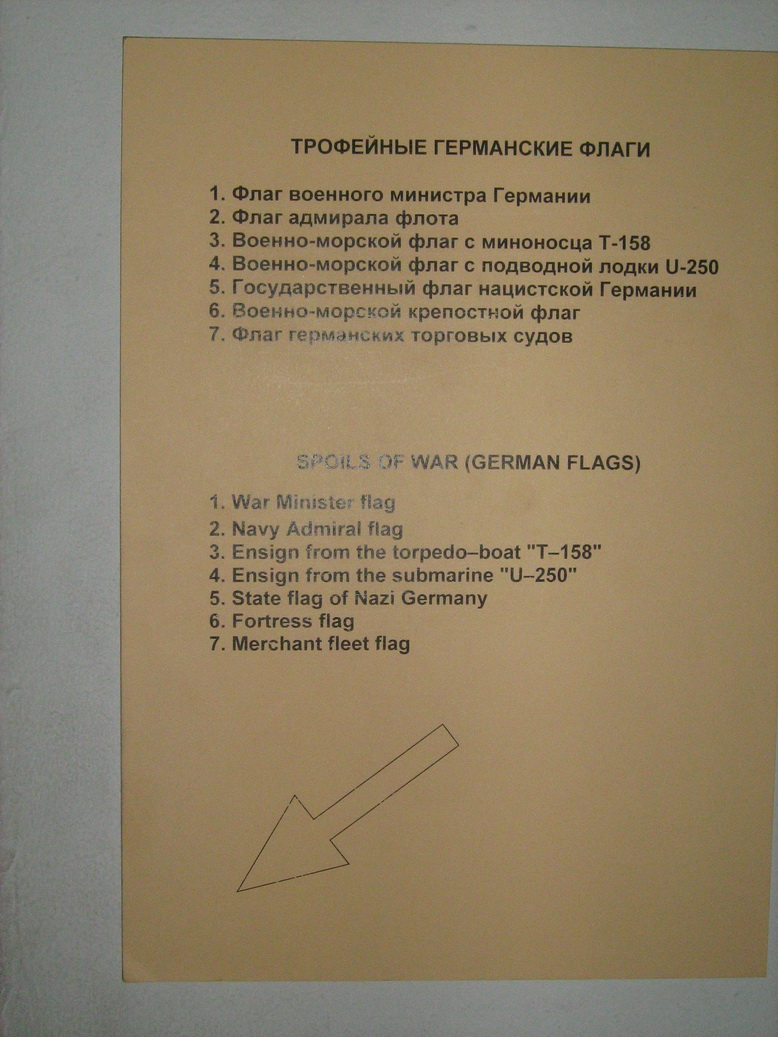 ТРОФЕЙНЫЕ ГЕРМАНСКИЕ ФЛАГИ
1. Флаг военного министра Германии
2. Флаг адмирала флота
3. Военно-морской флаг с миноносца Т-158
4. Военно-морской флаг с подводной лодки U-250
5. Государственный флаг нацистской Германии
6. Военно-морской крепостной флаг
7. Флаг германских торговых судов
SPOILS OF WAR (GERMAN FLAGS)
1. War Minister flag
2. Navy Admiral flag
3. Ensign from the torpedo–boat "T–158"
4. Ensign from the submarine "U–250"
5. State flag of Nazi Germany
6. Fortress flag
7. Merchant fleet flag